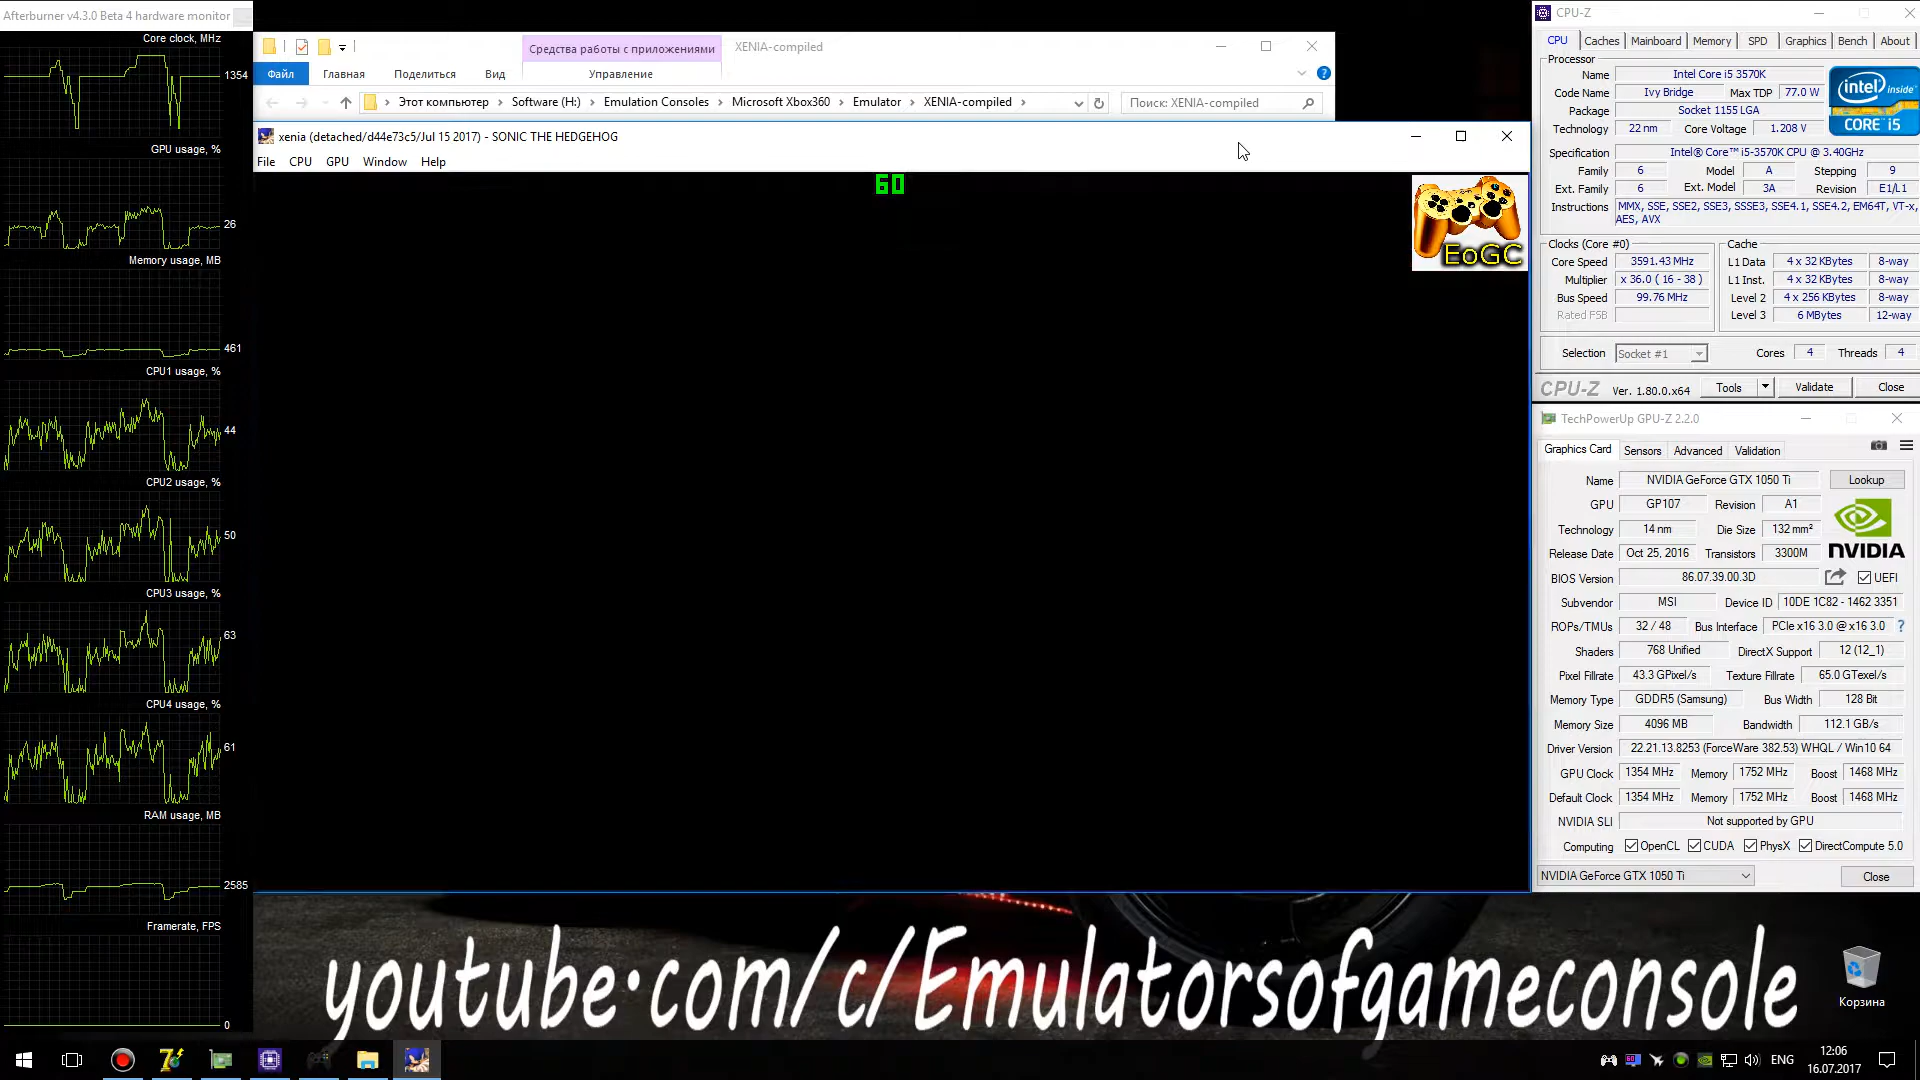 Afterburner v4.3.0 Beta 4 hardware monitor
Core clock, MHz
1354
GPU usage, %
26
Memory usage, MB
461
CPU1 usage, %
44
CPU2 usage, %
50
CPU3 usage, %
63
CPU4 usage, %
61
RAM usage, MB
2585
Framerate, FPS
0
Средства работы с приложениями
XENIA-compiled
Файл Главная Поделиться Вид Управление
Этот компьютер Software (H:) Emulation Consoles Microsoft Xbox360 Emulator XENIA-compiled
Поиск: XENIA-compiled
xenia (detached/d44e73c5/Jul 15 2017) - SONIC THE HEDGEHOG
File CPU GPU Window Help
60
EoGC
CPU-Z
CPU Caches Mainboard Memory SPD Graphics Bench About
Processor
Name Intel Core i5 3570K
Code Name Ivy Bridge Max TDP 77.0 W
Package Socket 1155 LGA
Technology 22 nm Core Voltage 1.208 V
intel inside™
CORE i5
Specification Intel® Core™ i5-3570K CPU @ 3.40GHz
Family 6 Model A Stepping 9
Ext. Family 6 Ext. Model 3A Revision E1/L1
Instructions MMX, SSE, SSE2, SSE3, SSSE3, SSE4.1, SSE4.2, EM64T, VT-x,
AES, AVX
Clocks (Core #0)
Core Speed 3591.43 MHz
Multiplier x 36.0 ( 16 - 38 )
Bus Speed 99.76 MHz
Rated FSB
Cache
L1 Data 4 x 32 KBytes 8-way
L1 Inst. 4 x 32 KBytes 8-way
Level 2 4 x 256 KBytes 8-way
Level 3 6 MBytes 12-way
Selection Socket #1 Cores 4 Threads 4
CPU-Z Ver. 1.80.0.x64 Tools Validate Close
TechPowerUp GPU-Z 2.2.0
Graphics Card Sensors Advanced Validation
Name NVIDIA GeForce GTX 1050 Ti Lookup
GPU GP107 Revision A1
Technology 14 nm Die Size 132 mm²
Release Date Oct 25, 2016 Transistors 3300M
NVIDIA
BIOS Version 86.07.39.00.3D UEFI
Subvendor MSI Device ID 10DE 1C82 - 1462 3351
ROPs/TMUs 32 / 48 Bus Interface PCIe x16 3.0 @ x16 3.0 ?
Shaders 768 Unified DirectX Support 12 (12_1)
Pixel Fillrate 43.3 GPixel/s Texture Fillrate 65.0 GTexel/s
Memory Type GDDR5 (Samsung) Bus Width 128 Bit
Memory Size 4096 MB Bandwidth 112.1 GB/s
Driver Version 22.21.13.8253 (ForceWare 382.53) WHQL / Win10 64
GPU Clock 1354 MHz Memory 1752 MHz Boost 1468 MHz
Default Clock 1354 MHz Memory 1752 MHz Boost 1468 MHz
NVIDIA SLI Not supported by GPU
Computing OpenCL CUDA PhysX DirectCompute 5.0
NVIDIA GeForce GTX 1050 Ti Close
youtube.com/c/Emulatorsofgameconsole
Корзина
ENG
12:06
16.07.2017